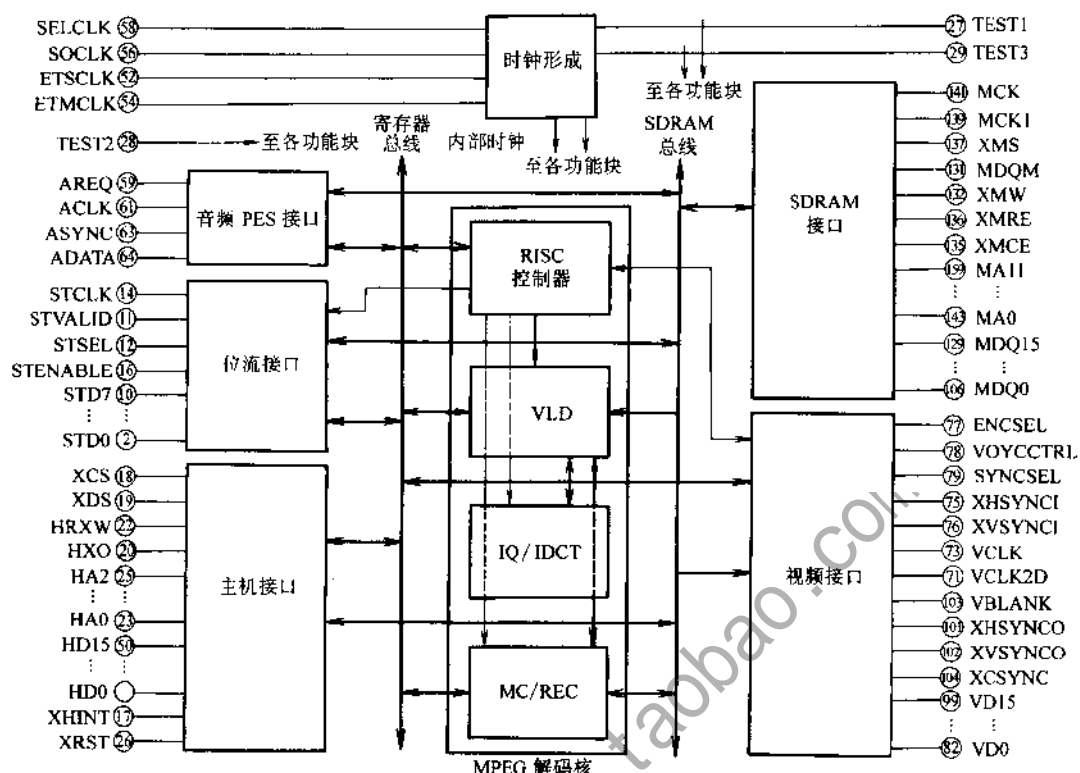 SELCLK 58
SOCLK 56
ETSCLK 52
ETMCLK 54
TEST2 28
至各功能块
AREQ 59
ACLK 61
ASYNC 63
ADATA 64
STCLK 14
STVALID 11
STSEL 12
STENABLE 16
STD7 10
⋮ ⋮
STD0 2
XCS 18
XDS 19
HRXW 22
HXO 20
HA2 25
⋮ ⋮
HA0 23
HD15 50
⋮ ⋮
HD0
XHINT 17
XRST 26
音频 PES 接口
位流接口
主机接口
时钟形成
寄存器
总线
内部时钟
至各功能块
SDRAM
总线
至各功能块
RISC
控制器
VLD
IQ/IDCT
MC/REC
MPEG 解码核
SDRAM
接口
视频接口
27 TEST1
29 TEST3
141 MCK
139 MCK1
137 XMS
131 MDQM
132 XMW
136 XMRE
135 XMCE
159 MA11
⋮ ⋮
143 MA0
129 MDQ15
⋮ ⋮
106 MDQ0
77 ENCSEL
78 VOYCCTRL
79 SYNCSEL
75 XHSYNCI
76 XVSYNCI
73 VCLK
71 VCLK2D
103 VBLANK
101 XHSYNCO
102 XVSYNCO
104 XCSYNC
99 VD15
⋮ ⋮
82 VD0
taobao.com